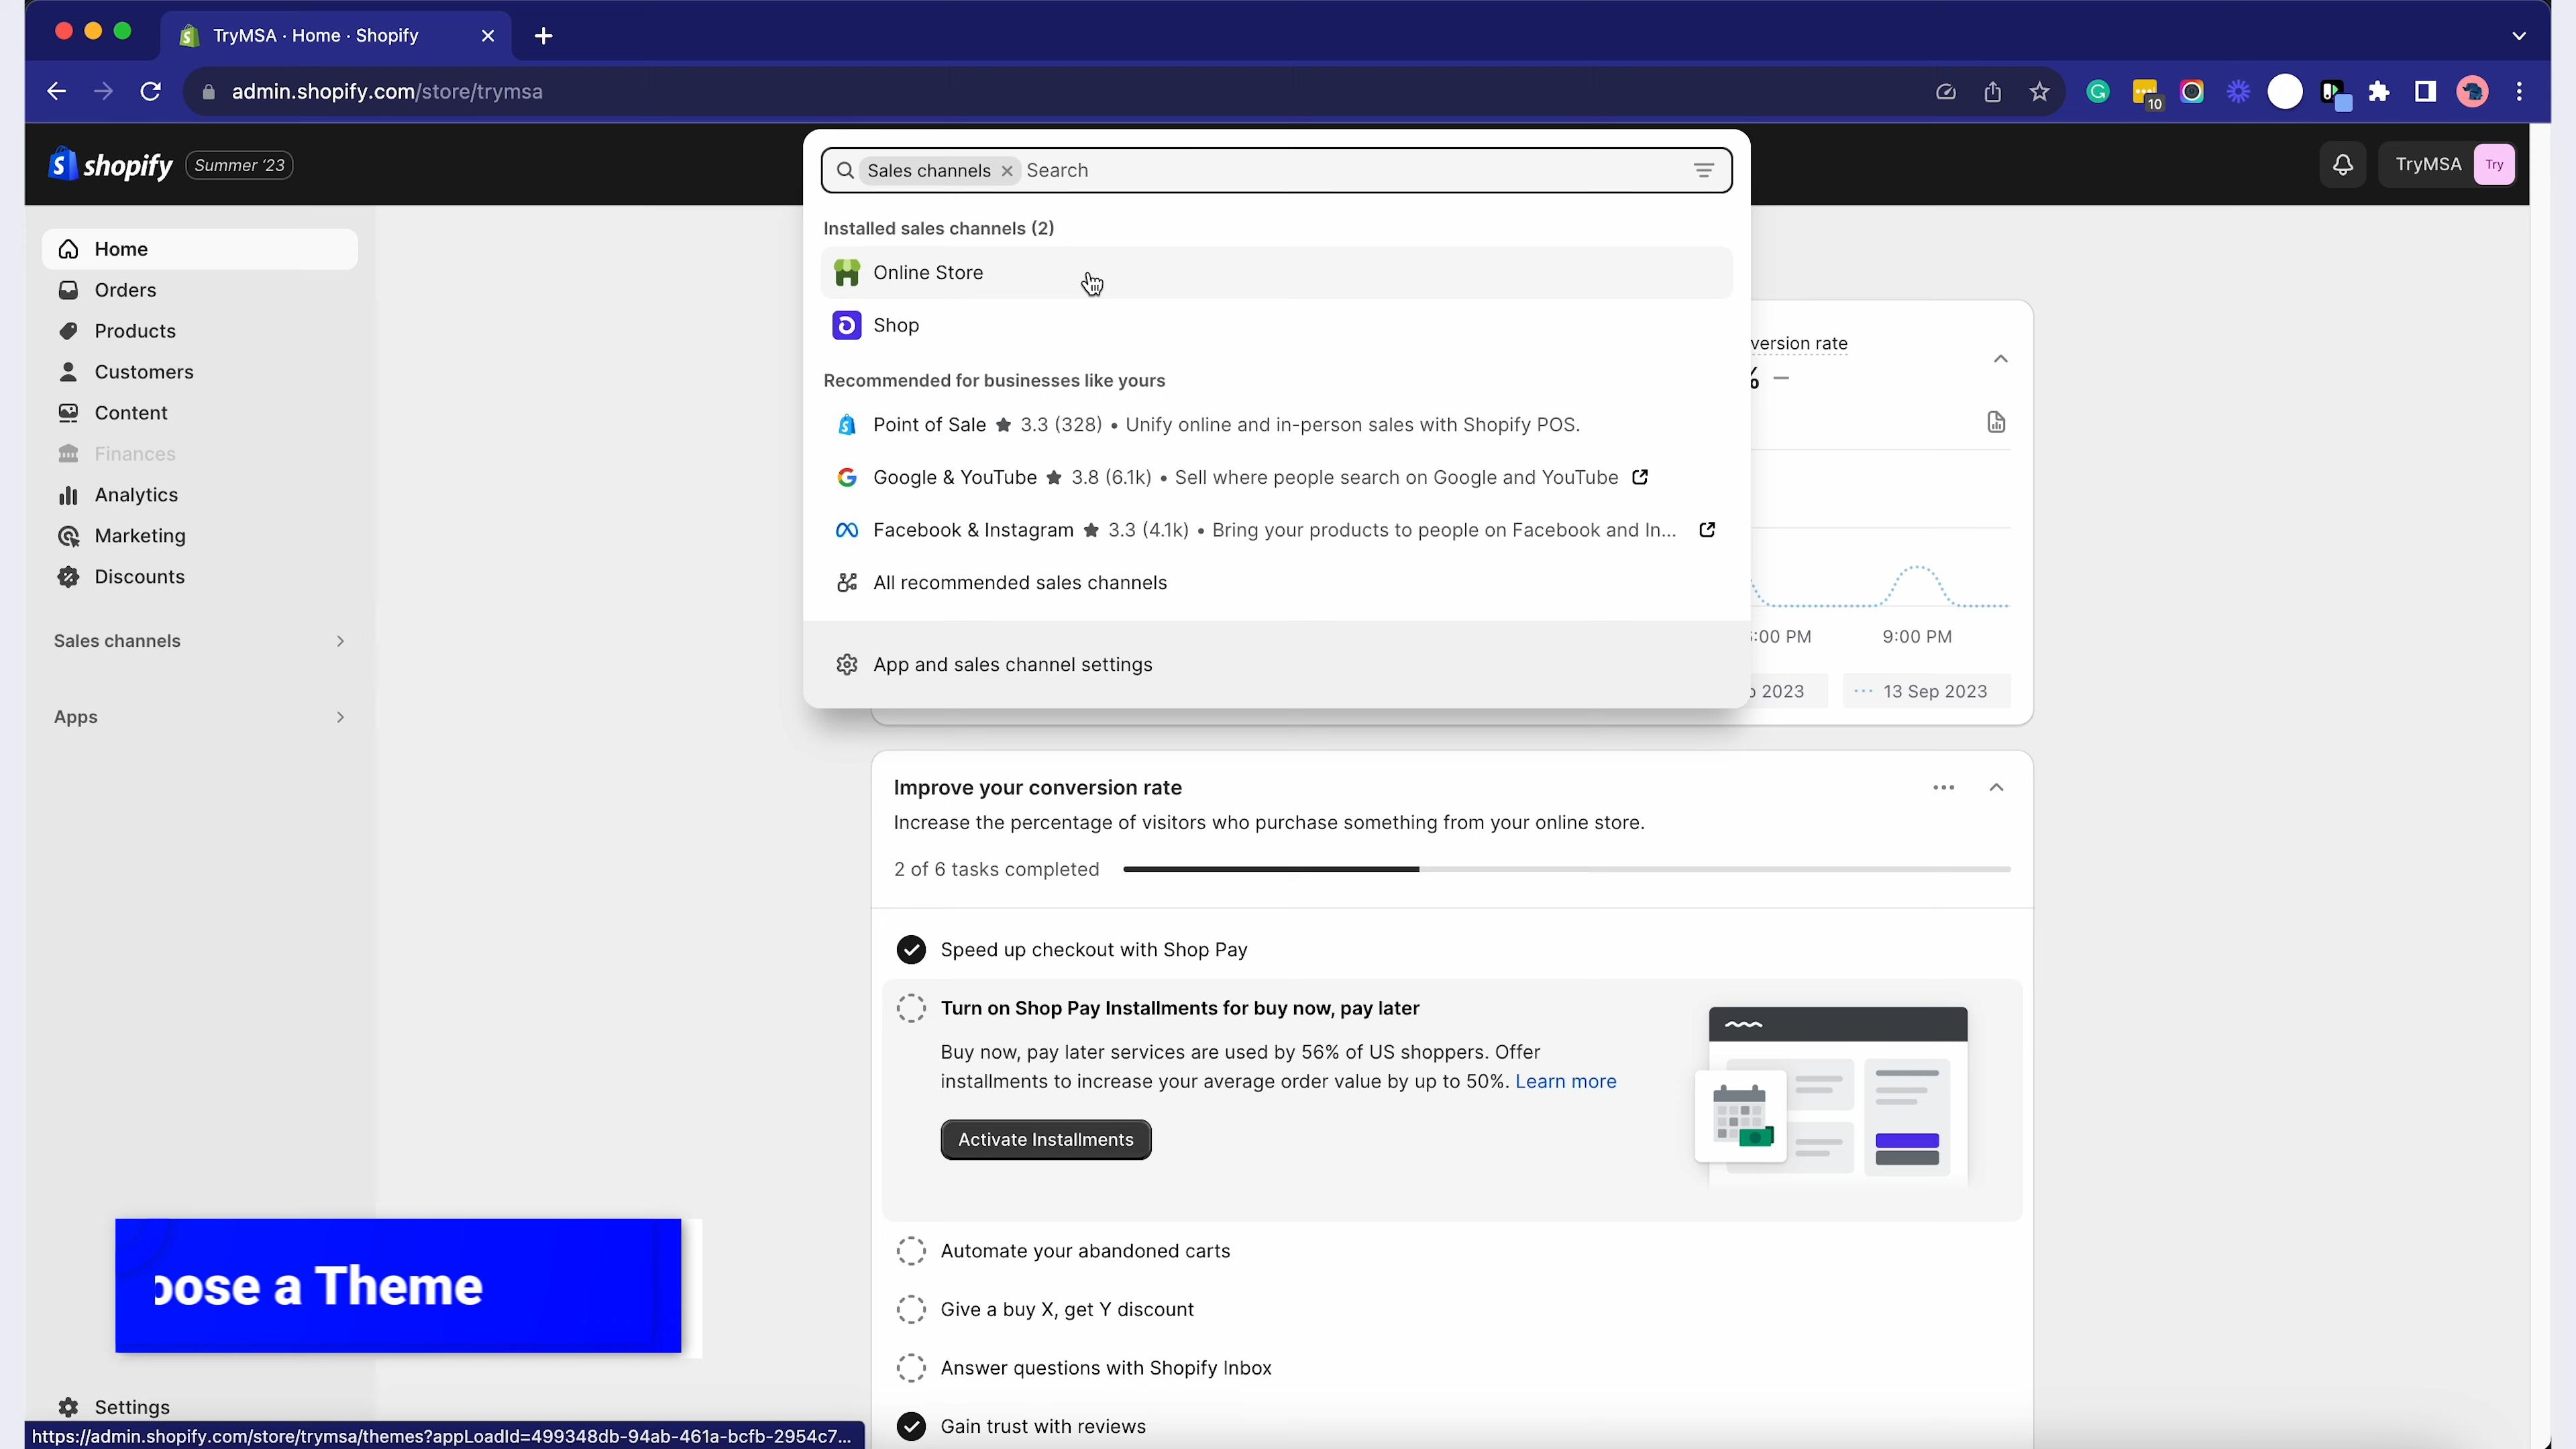 TryMSA · Home · Shopify
admin.shopify.com/store/trymsa
10
shopify Summer '23
Sales channels Search
TryMSA Try
Installed sales channels (2)
Online Store
Shop
Recommended for businesses like yours
Point of Sale 3.3 (328) • Unify online and in-person sales with Shopify POS.
Google & YouTube 3.8 (6.1k) • Sell where people search on Google and YouTube
Facebook & Instagram 3.3 (4.1k) • Bring your products to people on Facebook and In...
All recommended sales channels
App and sales channel settings
Home
Orders
Products
Customers
Content
Finances
Analytics
Marketing
Discounts
Sales channels
Apps
version rate
% –
:00 PM 9:00 PM
2023 13 Sep 2023
Improve your conversion rate
Increase the percentage of visitors who purchase something from your online store.
2 of 6 tasks completed
Speed up checkout with Shop Pay
Turn on Shop Pay Installments for buy now, pay later
Buy now, pay later services are used by 56% of US shoppers. Offer
installments to increase your average order value by up to 50%. Learn more
Activate Installments
Automate your abandoned carts
Give a buy X, get Y discount
Answer questions with Shopify Inbox
Gain trust with reviews
oose a Theme
Settings
https://admin.shopify.com/store/trymsa/themes?appLoadId=499348db-94ab-461a-bcfb-2954c7...